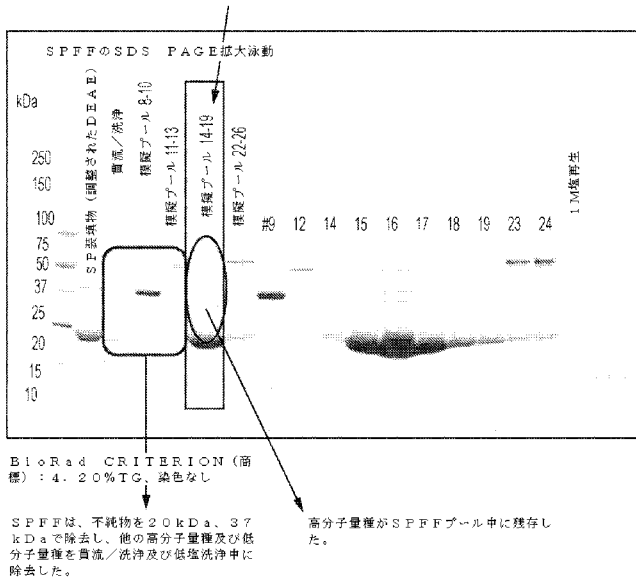 SPFFのSDS PAGE拡大泳動
kDa
250
150
100
75
50
37
25
20
15
10
SP装填物(調整されたDEAE)
貫流/洗浄
模擬プール 8-10
模擬プール 11-13
模擬プール 14-19
模擬プール 22-26
#9
12
14
15
16
17
18
19
23
24
1M塩再生
BioRad CRITERION(商
標):4.20%TG、染色なし
SPFFは、不純物を20kDa、37
kDaで除去し、他の高分子量種及び低
分子量種を貫流/洗浄及び低塩洗浄中に
除去した。
高分子量種がSPFFプール中に残存し
た。